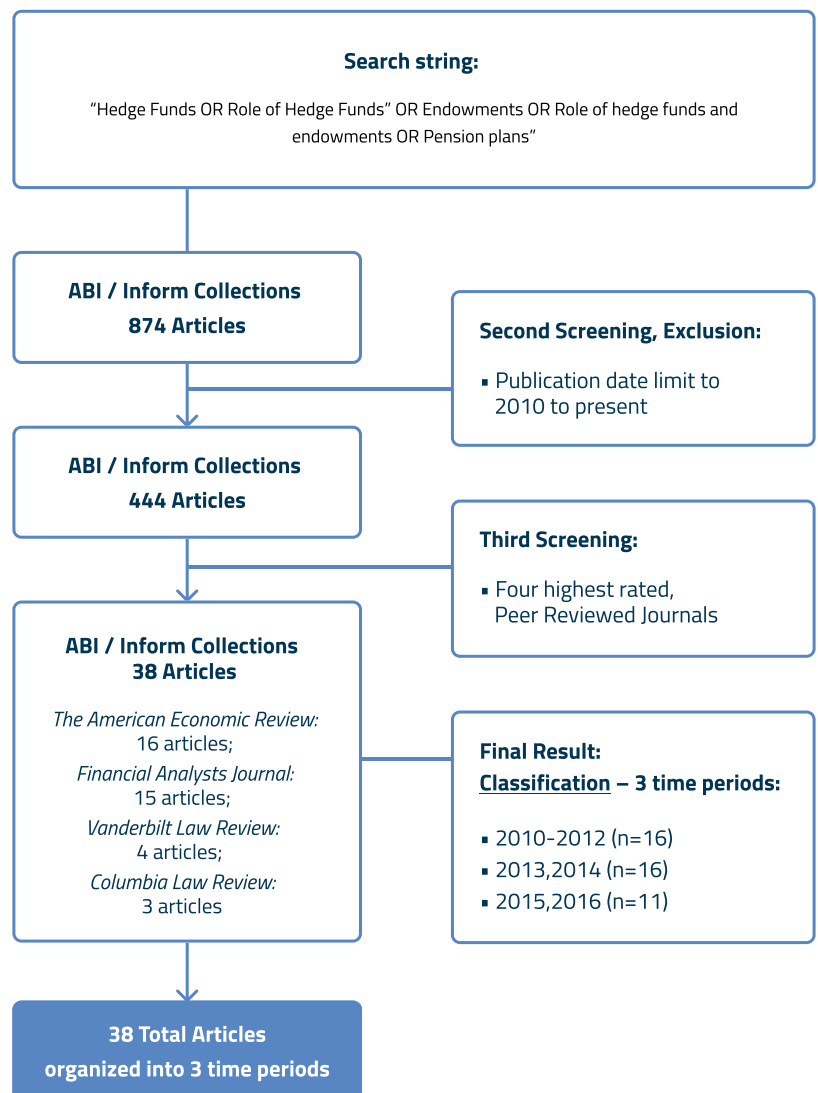 Search string:
“Hedge Funds OR Role of Hedge Funds” OR Endowments OR Role of hedge funds and
endowments OR Pension plans”
ABI / Inform Collections
874 Articles
Second Screening, Exclusion:
▪ Publication date limit to
2010 to present
ABI / Inform Collections
444 Articles
Third Screening:
▪ Four highest rated,
Peer Reviewed Journals
ABI / Inform Collections
38 Articles
The American Economic Review:
16 articles;
Financial Analysts Journal:
15 articles;
Vanderbilt Law Review:
4 articles;
Columbia Law Review:
3 articles
Final Result:
Classification – 3 time periods:
▪ 2010-2012 (n=16)
▪ 2013,2014 (n=16)
▪ 2015,2016 (n=11)
38 Total Articles
organized into 3 time periods